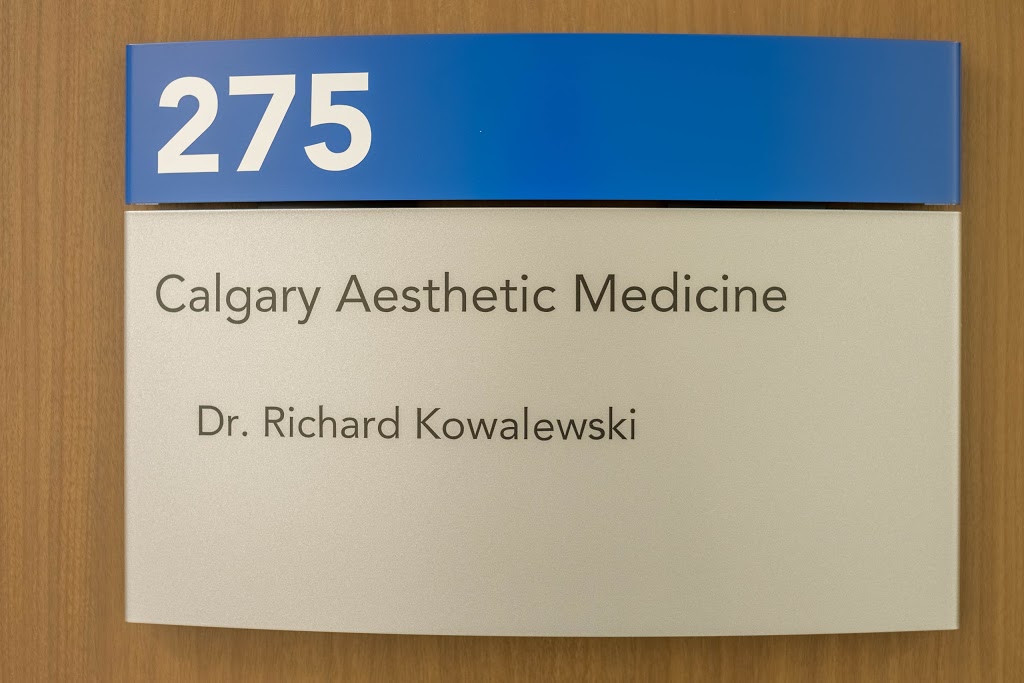 275
Calgary Aesthetic Medicine
Dr. Richard Kowalewski